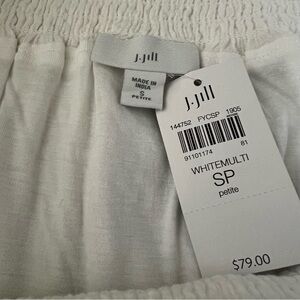 J.Jill
MADE IN
INDIA
S
PETITE
J.Jill
144752 FYCSP 1905
91101174 81
WHITEMULTI
SP
petite
$79.00